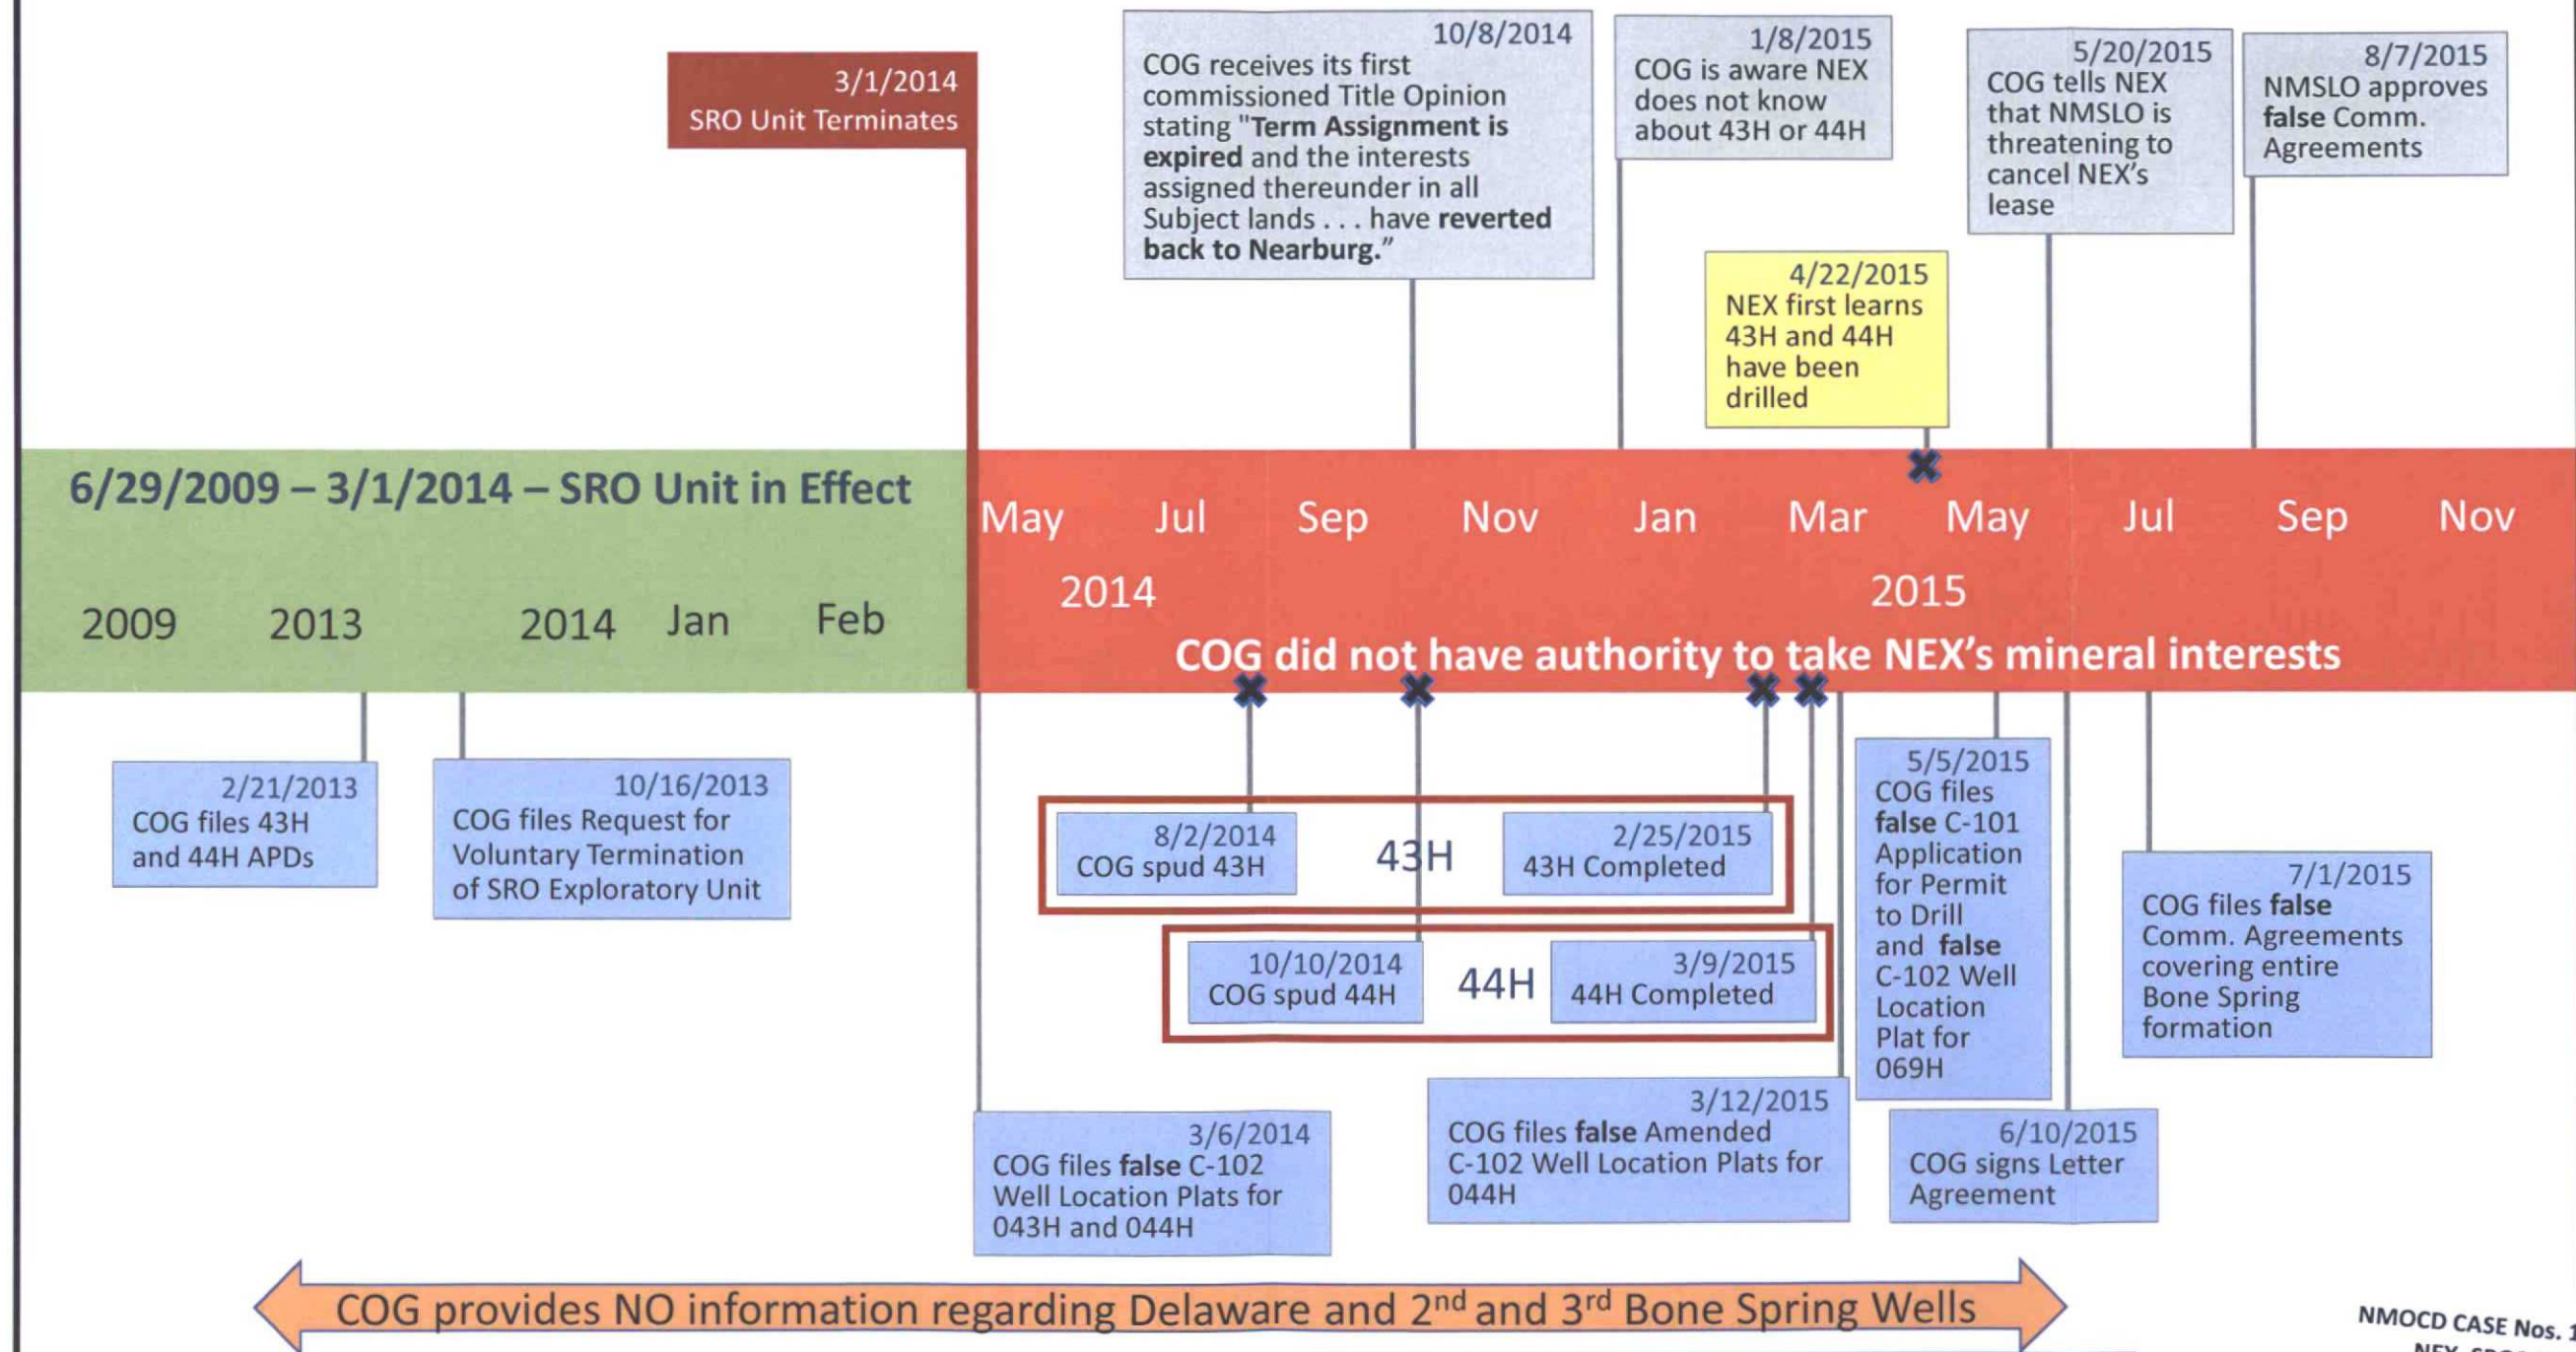 3/1/2014
SRO Unit Terminates
10/8/2014
COG receives its first
commissioned Title Opinion
stating "Term Assignment is
expired and the interests
assigned thereunder in all
Subject lands . . . have reverted
back to Nearburg.”
1/8/2015
COG is aware NEX
does not know
about 43H or 44H
4/22/2015
NEX first learns
43H and 44H
have been
drilled
5/20/2015
COG tells NEX
that NMSLO is
threatening to
cancel NEX’s
lease
8/7/2015
NMSLO approves
false Comm.
Agreements
6/29/2009 – 3/1/2014 – SRO Unit in Effect
May Jul Sep Nov Jan Mar May Jul Sep Nov
2014 2015
2009 2013 2014 Jan Feb
COG did not have authority to take NEX’s mineral interests
2/21/2013
COG files 43H
and 44H APDs
10/16/2013
COG files Request for
Voluntary Termination
of SRO Exploratory Unit
8/2/2014
COG spud 43H
43H
2/25/2015
43H Completed
10/10/2014
COG spud 44H
44H
3/9/2015
44H Completed
3/6/2014
COG files false C-102
Well Location Plats for
043H and 044H
3/12/2015
COG files false Amended
C-102 Well Location Plats for
044H
5/5/2015
COG files
false C-101
Application
for Permit
to Drill
and false
C-102 Well
Location
Plat for
069H
6/10/2015
COG signs Letter
Agreement
7/1/2015
COG files false
Comm. Agreements
covering entire
Bone Spring
formation
COG provides NO information regarding Delaware and 2nd and 3rd Bone Spring Wells
NMOCD CASE Nos.